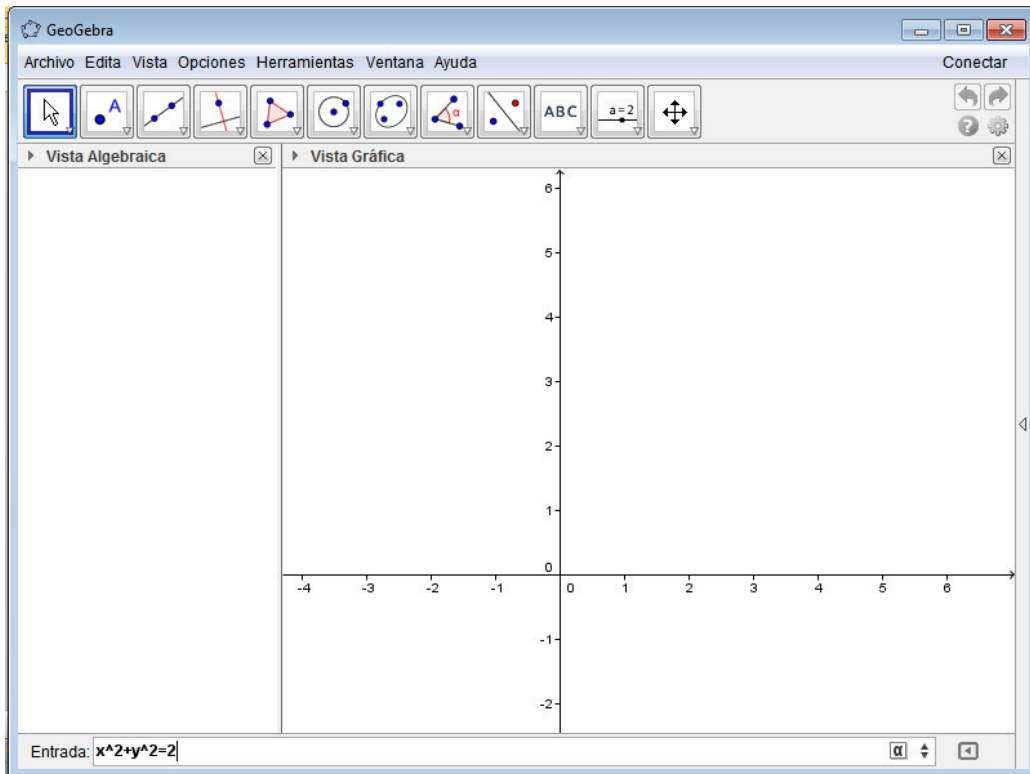 GeoGebra
Archivo Edita Vista Opciones Herramientas Ventana Ayuda Conectar
A α ABC a=2
Vista Algebraica Vista Gráfica
6
5
4
3
2
1
0
-4 -3 -2 -1 0 1 2 3 4 5 6
-1
-2
Entrada: x^2+y^2=2 α